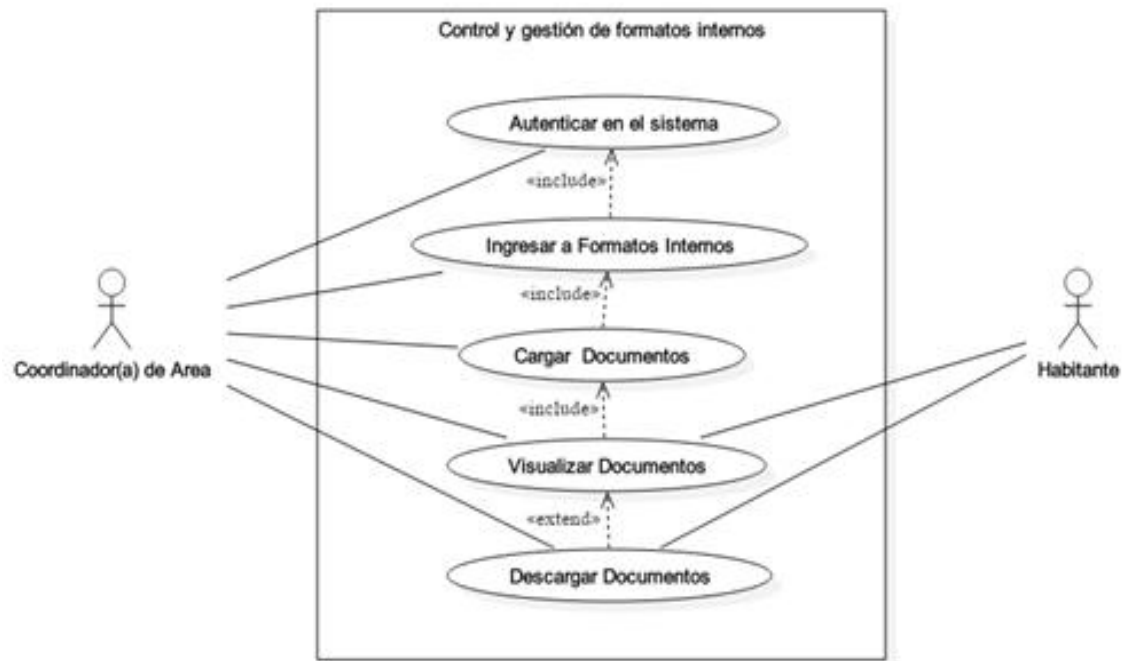 Control y gestión de formatos internos
Autenticar en el sistema
«include»
Ingresar a Formatos Internos
«include»
Cargar Documentos
«include»
Visualizar Documentos
«extend»
Descargar Documentos
Coordinador(a) de Area
Habitante